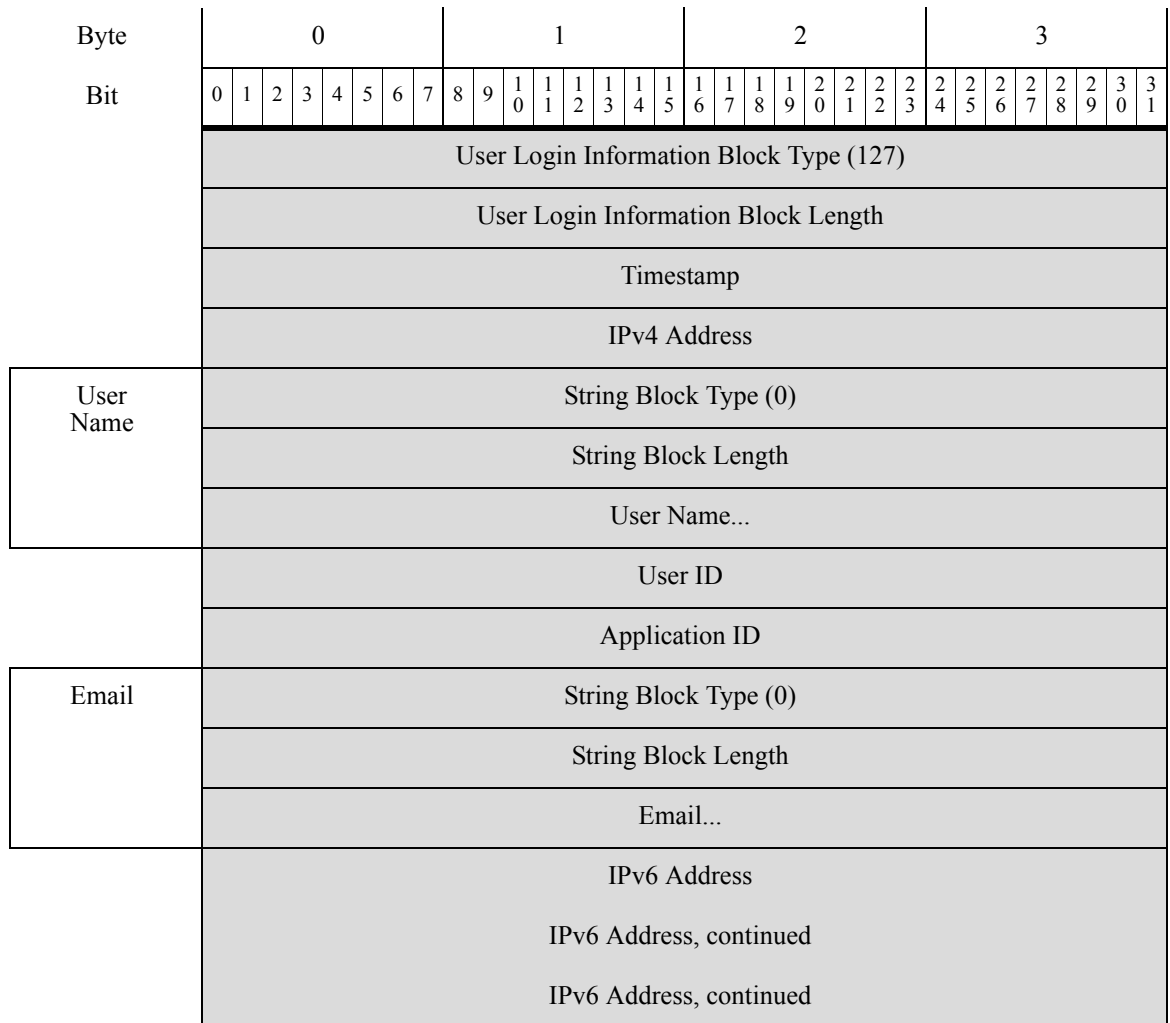 Byte 0 1 2 3
Bit 0 1 2 3 4 5 6 7 8 9 10 11 12 13 14 15 16 17 18 19 20 21 22 23 24 25 26 27 28 29 30 31
User Login Information Block Type (127)
User Login Information Block Length
Timestamp
IPv4 Address
User
Name
String Block Type (0)
String Block Length
User Name...
User ID
Application ID
Email
String Block Type (0)
String Block Length
Email...
IPv6 Address
IPv6 Address, continued
IPv6 Address, continued